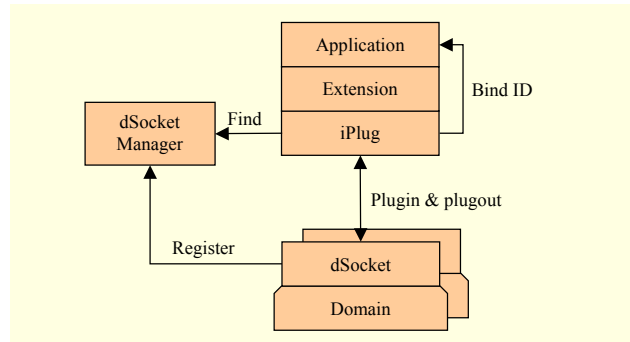 Application
Extension
Bind ID
dSocket
Manager
Find
iPlug
Plugin & plugout
Register
dSocket
Domain